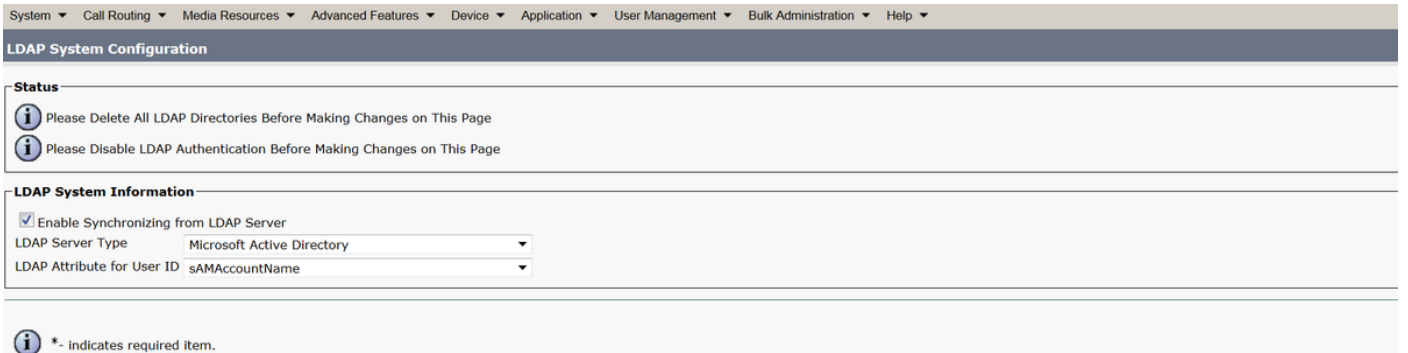 System Call Routing Media Resources Advanced Features Device Application User Management Bulk Administration Help
LDAP System Configuration
Status
Please Delete All LDAP Directories Before Making Changes on This Page
Please Disable LDAP Authentication Before Making Changes on This Page
LDAP System Information
Enable Synchronizing from LDAP Server
LDAP Server Type Microsoft Active Directory
LDAP Attribute for User ID sAMAccountName
*- indicates required item.